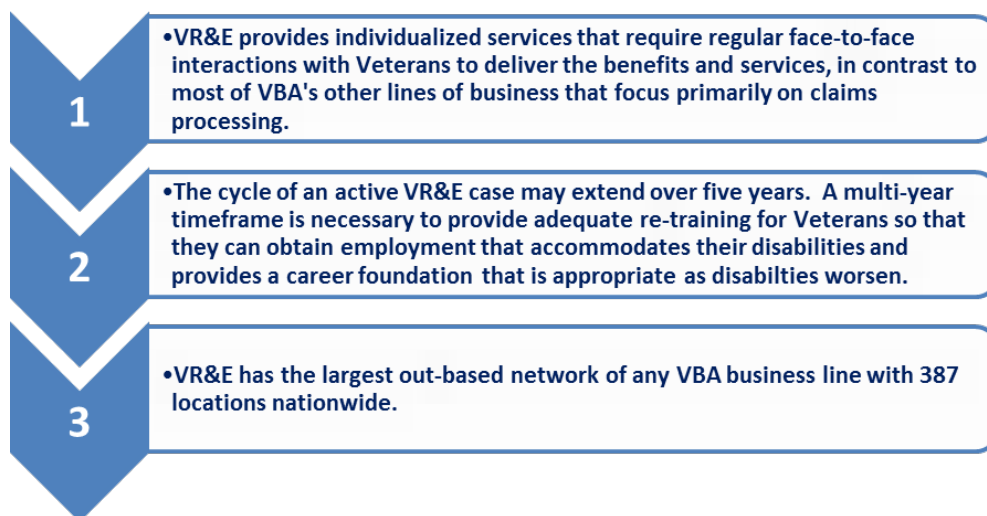 1
•VR&E provides individualized services that require regular face-to-face
interactions with Veterans to deliver the benefits and services, in contrast to
most of VBA's other lines of business that focus primarily on claims
processing.
2
•The cycle of an active VR&E case may extend over five years.  A multi-year
timeframe is necessary to provide adequate re-training for Veterans so that
they can obtain employment that accommodates their disabilities and
provides a career foundation that is appropriate as disabilties worsen.
3
•VR&E has the largest out-based network of any VBA business line with 387
locations nationwide.